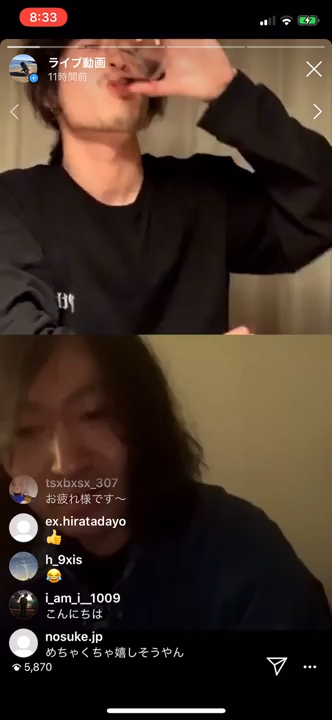 8:33
ライブ動画
11時間前
tsxbxsx_307
お疲れ様です〜
ex.hiratadayo
👍
h_9xis
😂
i_am_i__1009
こんにちは
nosuke.jp
めちゃくちゃ嬉しそうやん
5,870